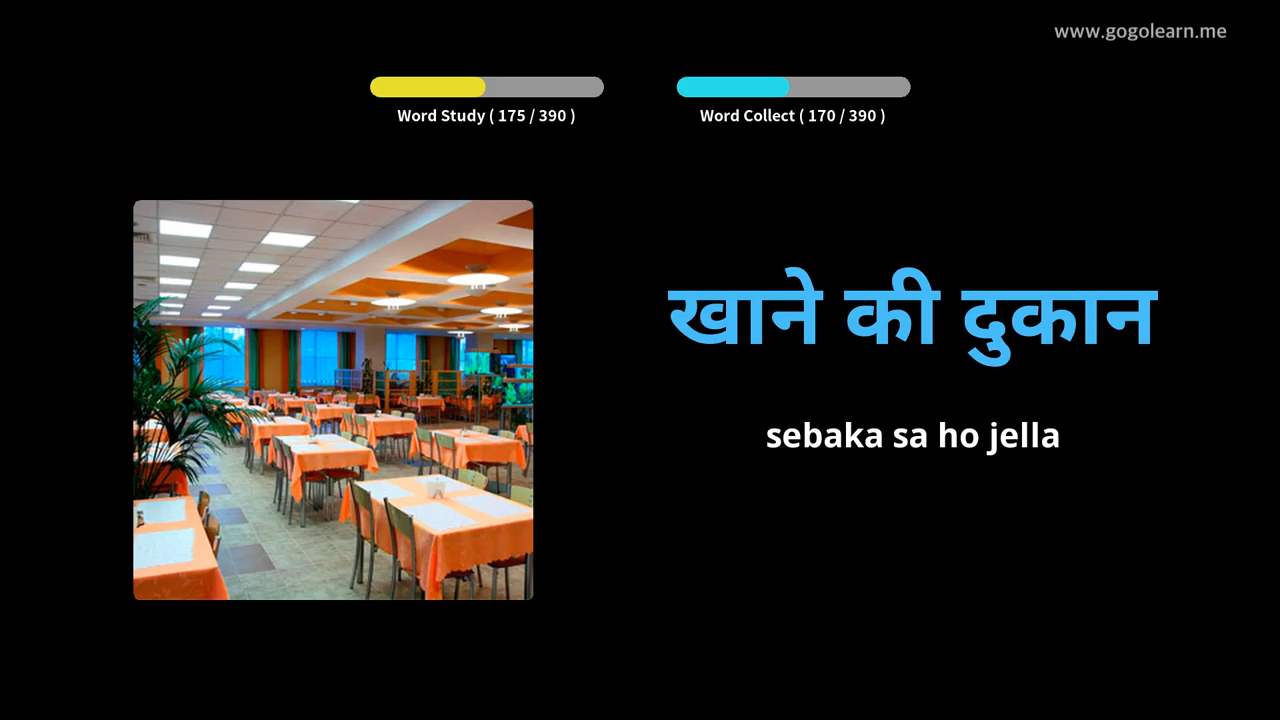 www.gogolearn.me
Word Study ( 175 / 390 )
Word Collect ( 170 / 390 )
खाने की दुकान
sebaka sa ho jella